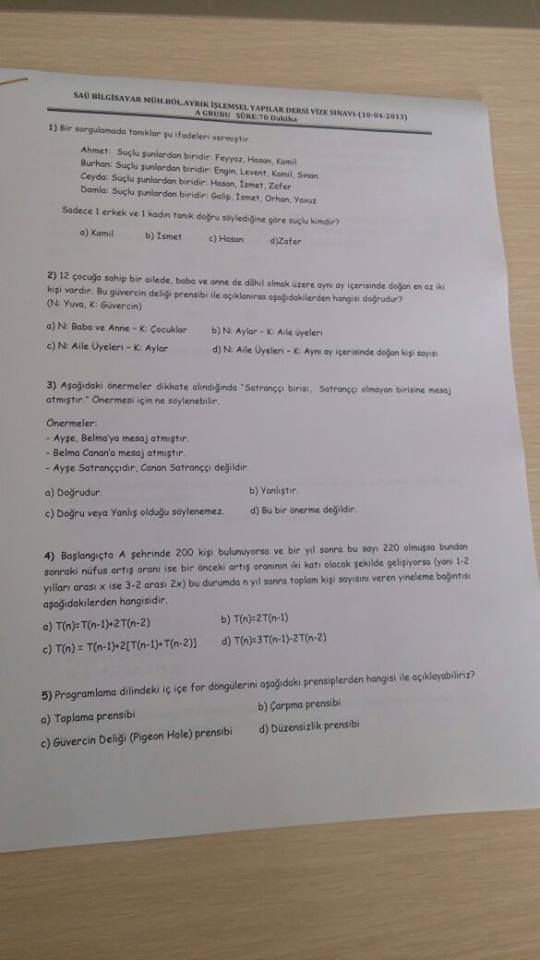 SAÜ BİLGİSAYAR MÜH.BÖL.AYRIK İŞLEMSEL YAPILAR DERSİ VİZE SINAVI-(10-04-2013)
A GRUBU SÜRE:70 Dakika
1) Bir sorgulamada tanıklar şu ifadeleri vermiştir.
Ahmet: Suçlu şunlardan biridir: Feyyaz, Hasan, Kamil
Burhan: Suçlu şunlardan biridir: Engin, Levent, Kamil, Sinan
Ceyda: Suçlu şunlardan biridir: Hasan, İsmet, Zafer
Damla: Suçlu şunlardan biridir: Galip, İsmet, Orhan, Yavuz
Sadece 1 erkek ve 1 kadın tanık doğru söylediğine göre suçlu kimdir?
a) Kamil b) İsmet c) Hasan d)Zafer
2) 12 çocuğa sahip bir ailede, baba ve anne de dâhil olmak üzere aynı ay içerisinde doğan en az iki
kişi vardır. Bu güvercin deliği prensibi ile açıklanırsa aşağıdakilerden hangisi doğrudur?
(N: Yuva, K: Güvercin)
a) N: Baba ve Anne - K: Çocuklar b) N: Aylar - K: Aile üyeleri
c) N: Aile Üyeleri - K: Aylar d) N: Aile Üyeleri - K: Aynı ay içerisinde doğan kişi sayısı
3) Aşağıdaki önermeler dikkate alındığında "Satrançcı birisi, Satrançcı olmayan birisine mesaj
atmıştır." Önermesi için ne söylenebilir.
Önermeler:
- Ayşe, Belma'ya mesaj atmıştır.
- Belma Canan'a mesaj atmıştır.
- Ayşe Satrançcıdır, Canan Satrançcı değildir.
a) Doğrudur. b) Yanlıştır.
c) Doğru veya Yanlış olduğu söylenemez. d) Bu bir önerme değildir.
4) Başlangıçta A şehrinde 200 kişi bulunuyorsa ve bir yıl sonra bu sayı 220 olmuşsa bundan
sonraki nüfus artış oranı ise bir önceki artış oranının iki katı olacak şekilde gelişiyorsa (yani 1-2
yılları arası x ise 3-2 arası 2x) bu durumda n yıl sonra toplam kişi sayısını veren yineleme bağıntısı
aşağıdakilerden hangisidir.
a) T(n)=T(n-1)+2T(n-2) b) T(n)=2T(n-1)
c) T(n) = T(n-1)+2[T(n-1)+T(n-2)] d) T(n)=3T(n-1)-2T(n-2)
5) Programlama dilindeki iç içe for döngülerini aşağıdaki prensiplerden hangisi ile açıklayabiliriz?
a) Toplama prensibi b) Çarpma prensibi
c) Güvercin Deliği (Pigeon Hole) prensibi d) Düzensizlik prensibi